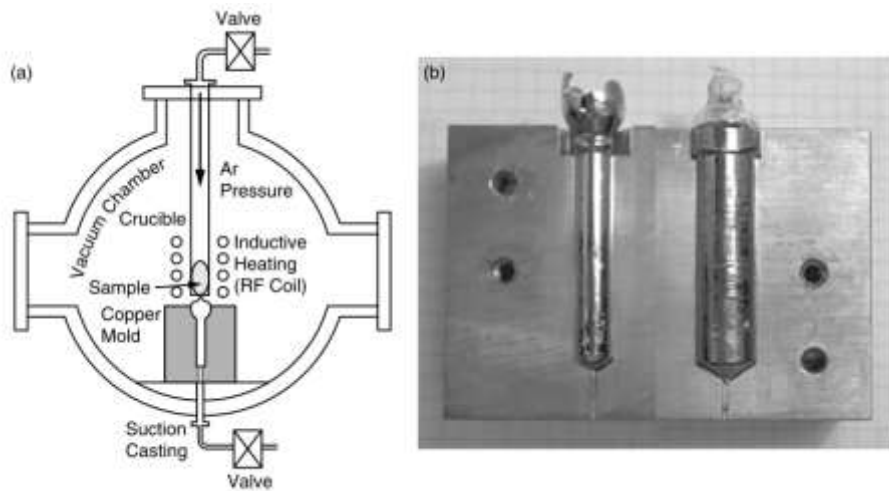 Valve
(a)
Ar
Pressure
Vacuum Chamber
Crucible
Inductive
Heating
(RF Coil)
Sample
Copper
Mold
Suction
Casting
Valve
(b)